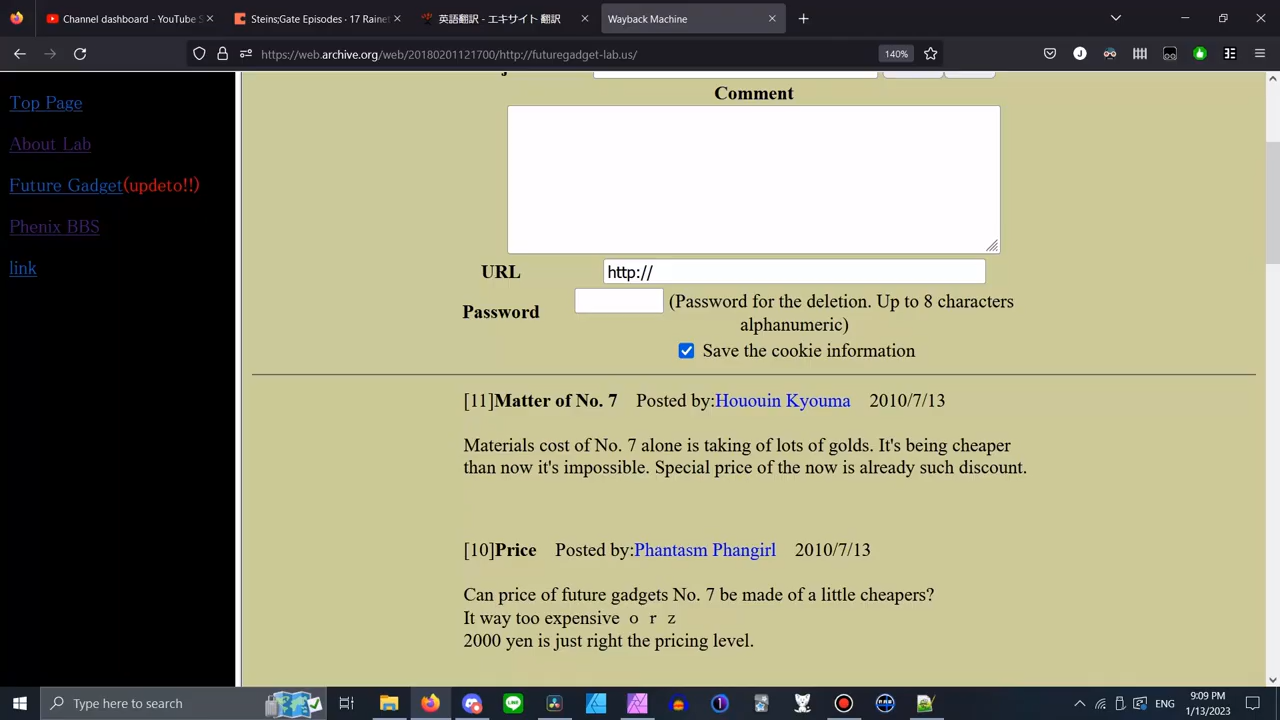 Channel dashboard - YouTube S
Steins;Gate Episodes · 17 Rainet
英語翻訳 - エキサイト 翻訳
Wayback Machine
https://web.archive.org/web/20180201121700/http://futuregadget-lab.us/
140%
Top Page
About Lab
Future Gadget(updeto!!)
Phenix BBS
link
Comment
URL
http://
Password
(Password for the deletion. Up to 8 characters
alphanumeric)
Save the cookie information
[11]Matter of No. 7 Posted by:Hououin Kyouma 2010/7/13
Materials cost of No. 7 alone is taking of lots of golds. It's being cheaper
than now it's impossible. Special price of the now is already such discount.
[10]Price Posted by:Phantasm Phangirl 2010/7/13
Can price of future gadgets No. 7 be made of a little cheapers?
It way too expensive ｏｒｚ
2000 yen is just right the pricing level.
Type here to search
ENG
9:09 PM
1/13/2023